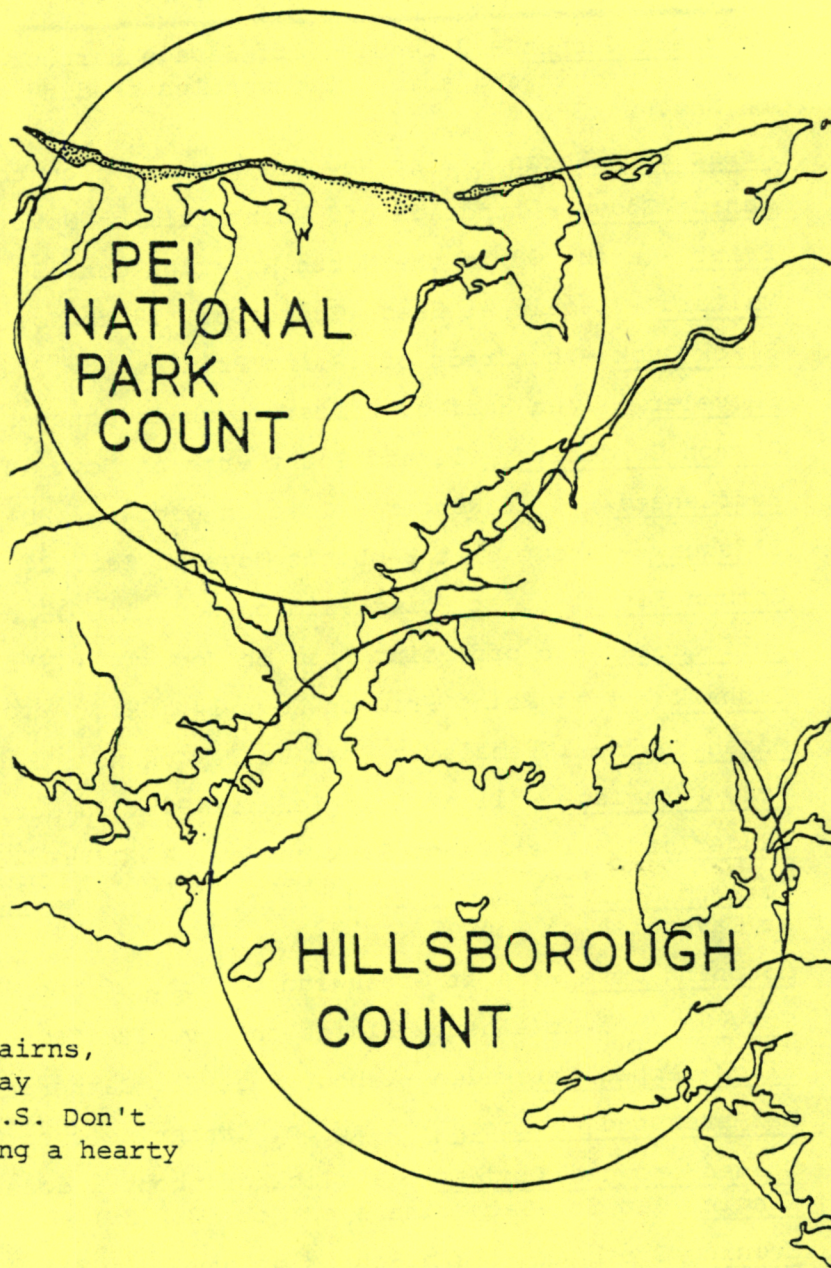 PEI
NATIONAL
PARK
COUNT
HILLSBOROUGH
COUNT
airns,
ay
.S. Don't
ng a hearty